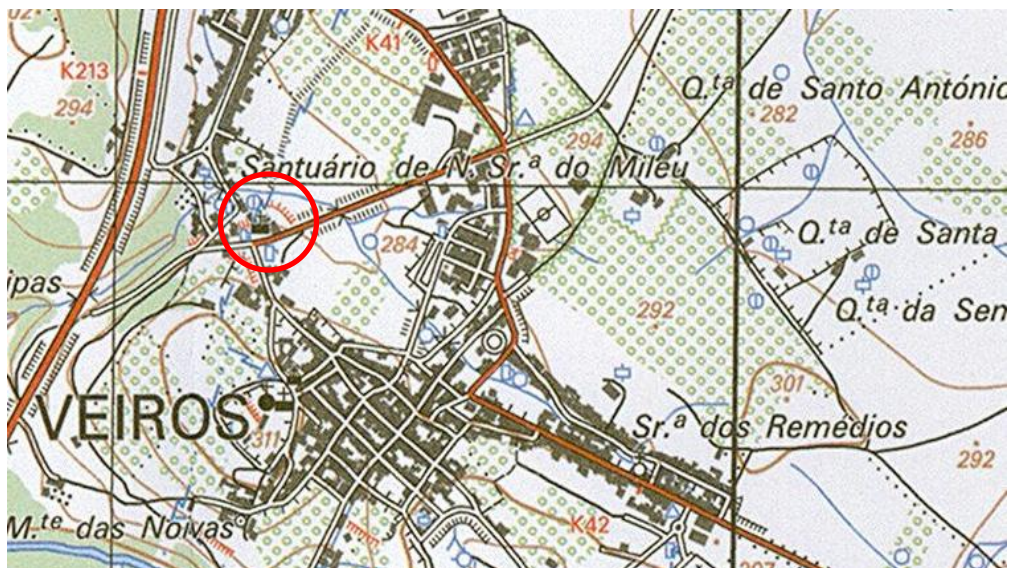 K41
K213
294
Q.ta de Santo António
282
286
294
Santuário de N. Sr.a do Mileu
284
Q.ta de Santa
ipas
292
Q.ta da Sen
301
VEIROS
311
Sr.a dos Remédios
292
M.te das Noivas
K42